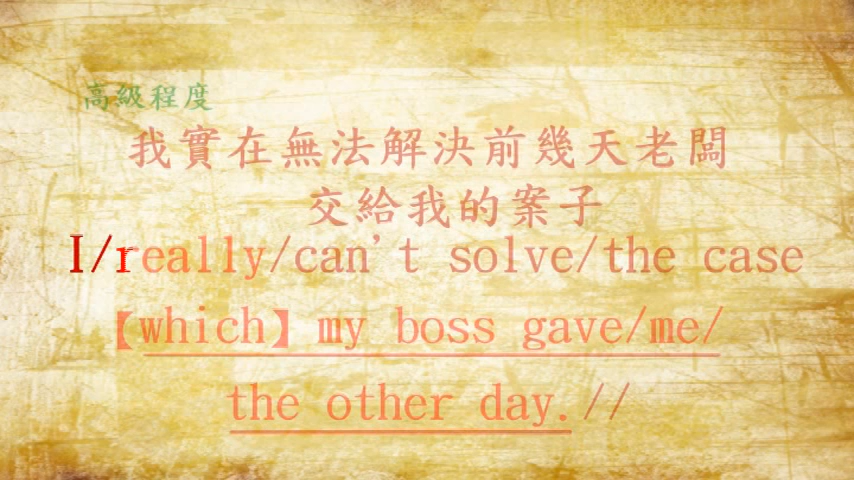 高級程度
我實在無法解決前幾天老闆
交給我的案子
I/really/can't solve/the case
【which】my boss gave/me/
the other day.//